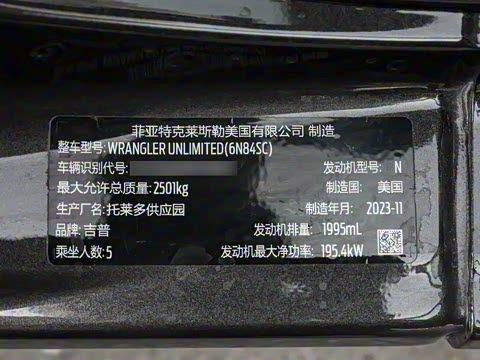 菲亚特克莱斯勒美国有限公司 制造
整车型号: WRANGLER UNLIMITED(6N84SC)
车辆识别代号: 发动机型号: N
最大允许总质量: 2501kg 制造国: 美国
生产厂名: 托莱多供应园 制造年月: 2023-11
品牌: 吉普 发动机排量: 1995mL
乘坐人数: 5 发动机最大净功率: 195.4kW